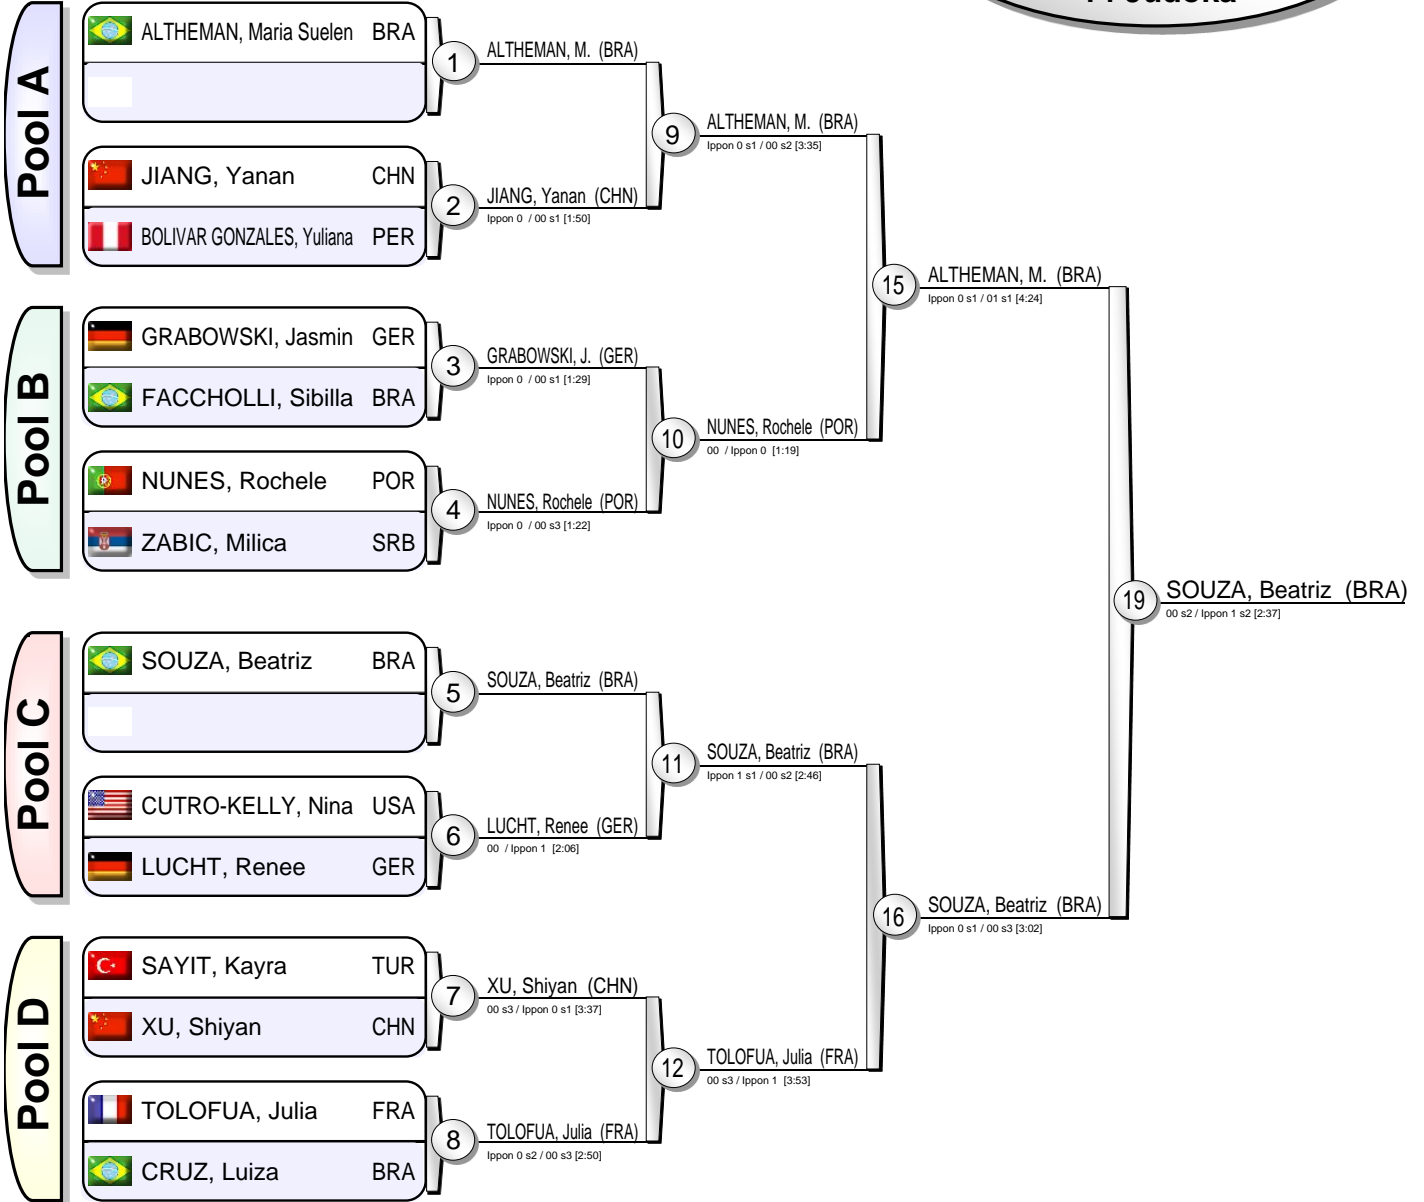 Pool A
ALTHEMAN, Maria Suelen BRA
JIANG, Yanan CHN
BOLIVAR GONZALES, Yuliana PER
Pool B
GRABOWSKI, Jasmin GER
FACCHOLLI, Sibilla BRA
NUNES, Rochele POR
ZABIC, Milica SRB
Pool C
SOUZA, Beatriz BRA
CUTRO-KELLY, Nina USA
LUCHT, Renee GER
Pool D
SAYIT, Kayra TUR
XU, Shiyan CHN
TOLOFUA, Julia FRA
CRUZ, Luiza BRA
1
ALTHEMAN, M. (BRA)
2
JIANG, Yanan (CHN)
Ippon 0 / 00 s1 [1:50]
3
GRABOWSKI, J. (GER)
Ippon 0 / 00 s1 [1:29]
4
NUNES, Rochele (POR)
Ippon 0 / 00 s3 [1:22]
5
SOUZA, Beatriz (BRA)
6
LUCHT, Renee (GER)
00 / Ippon 1 [2:06]
7
XU, Shiyan (CHN)
00 s3 / Ippon 0 s1 [3:37]
8
TOLOFUA, Julia (FRA)
Ippon 0 s2 / 00 s3 [2:50]
9
ALTHEMAN, M. (BRA)
Ippon 0 s1 / 00 s2 [3:35]
10
NUNES, Rochele (POR)
00 / Ippon 0 [1:19]
11
SOUZA, Beatriz (BRA)
Ippon 1 s1 / 00 s2 [2:46]
12
TOLOFUA, Julia (FRA)
00 s3 / Ippon 1 [3:53]
15
ALTHEMAN, M. (BRA)
Ippon 0 s1 / 01 s1 [4:24]
16
SOUZA, Beatriz (BRA)
Ippon 0 s1 / 00 s3 [3:02]
19
SOUZA, Beatriz (BRA)
00 s2 / Ippon 1 s2 [2:37]